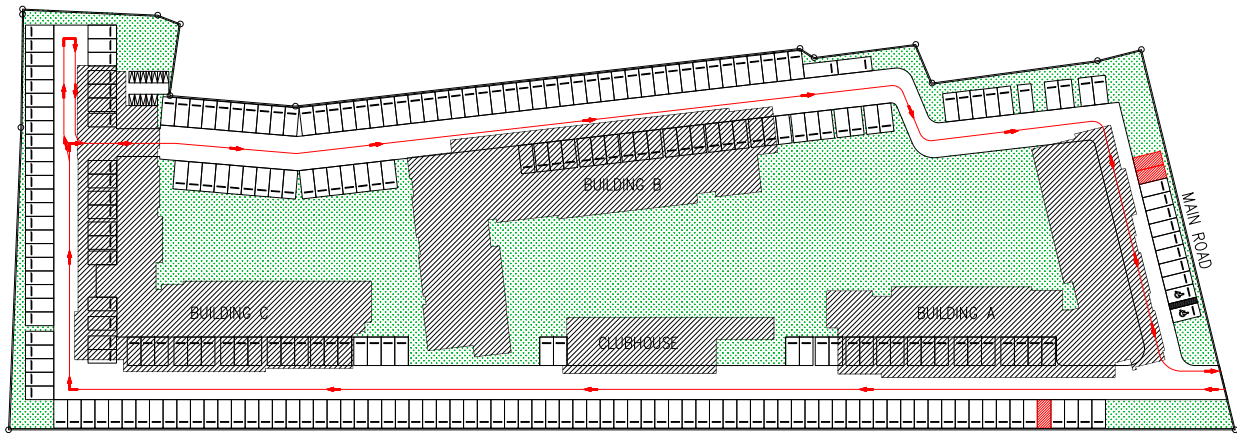 BUILDING B
MAIN ROAD
BUILDING C
BUILDING A
CLUBHOUSE